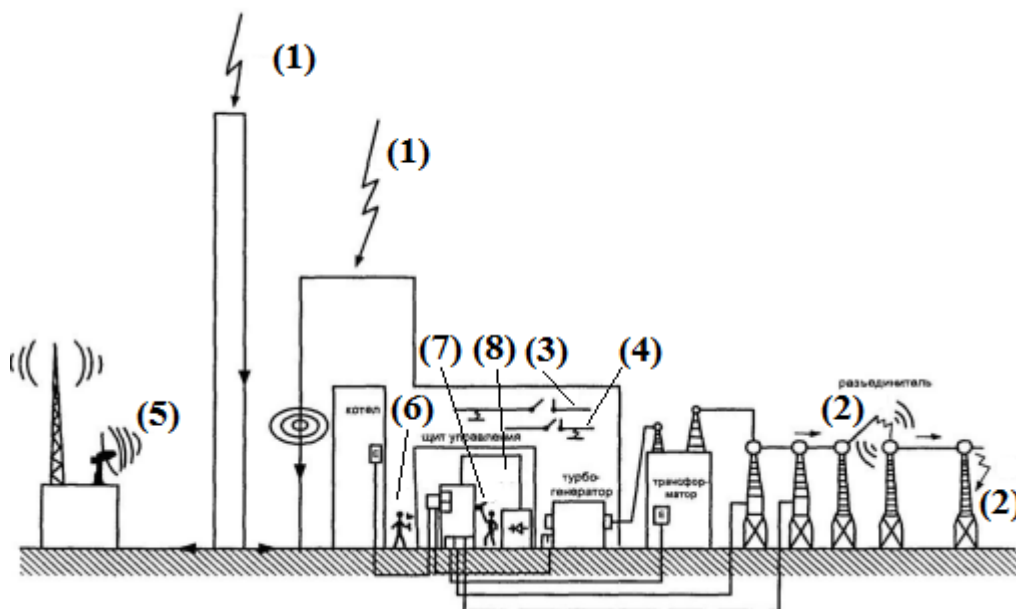 (1)
(1)
(7)
(8)
(3)
(4)
разъединитель
(5)
котел
(6)
(2)
щит управления
турбо-
генератор
трансфор-
матор
(2)